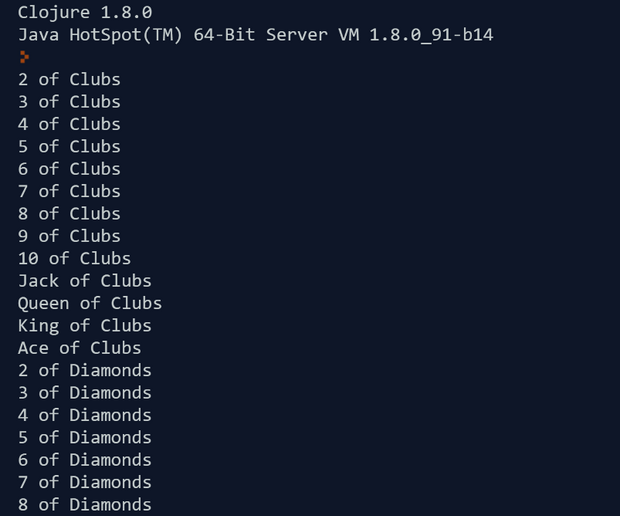 Clojure 1.8.0
Java HotSpot(TM) 64-Bit Server VM 1.8.0_91-b14
>
2 of Clubs
3 of Clubs
4 of Clubs
5 of Clubs
6 of Clubs
7 of Clubs
8 of Clubs
9 of Clubs
10 of Clubs
Jack of Clubs
Queen of Clubs
King of Clubs
Ace of Clubs
2 of Diamonds
3 of Diamonds
4 of Diamonds
5 of Diamonds
6 of Diamonds
7 of Diamonds
8 of Diamonds